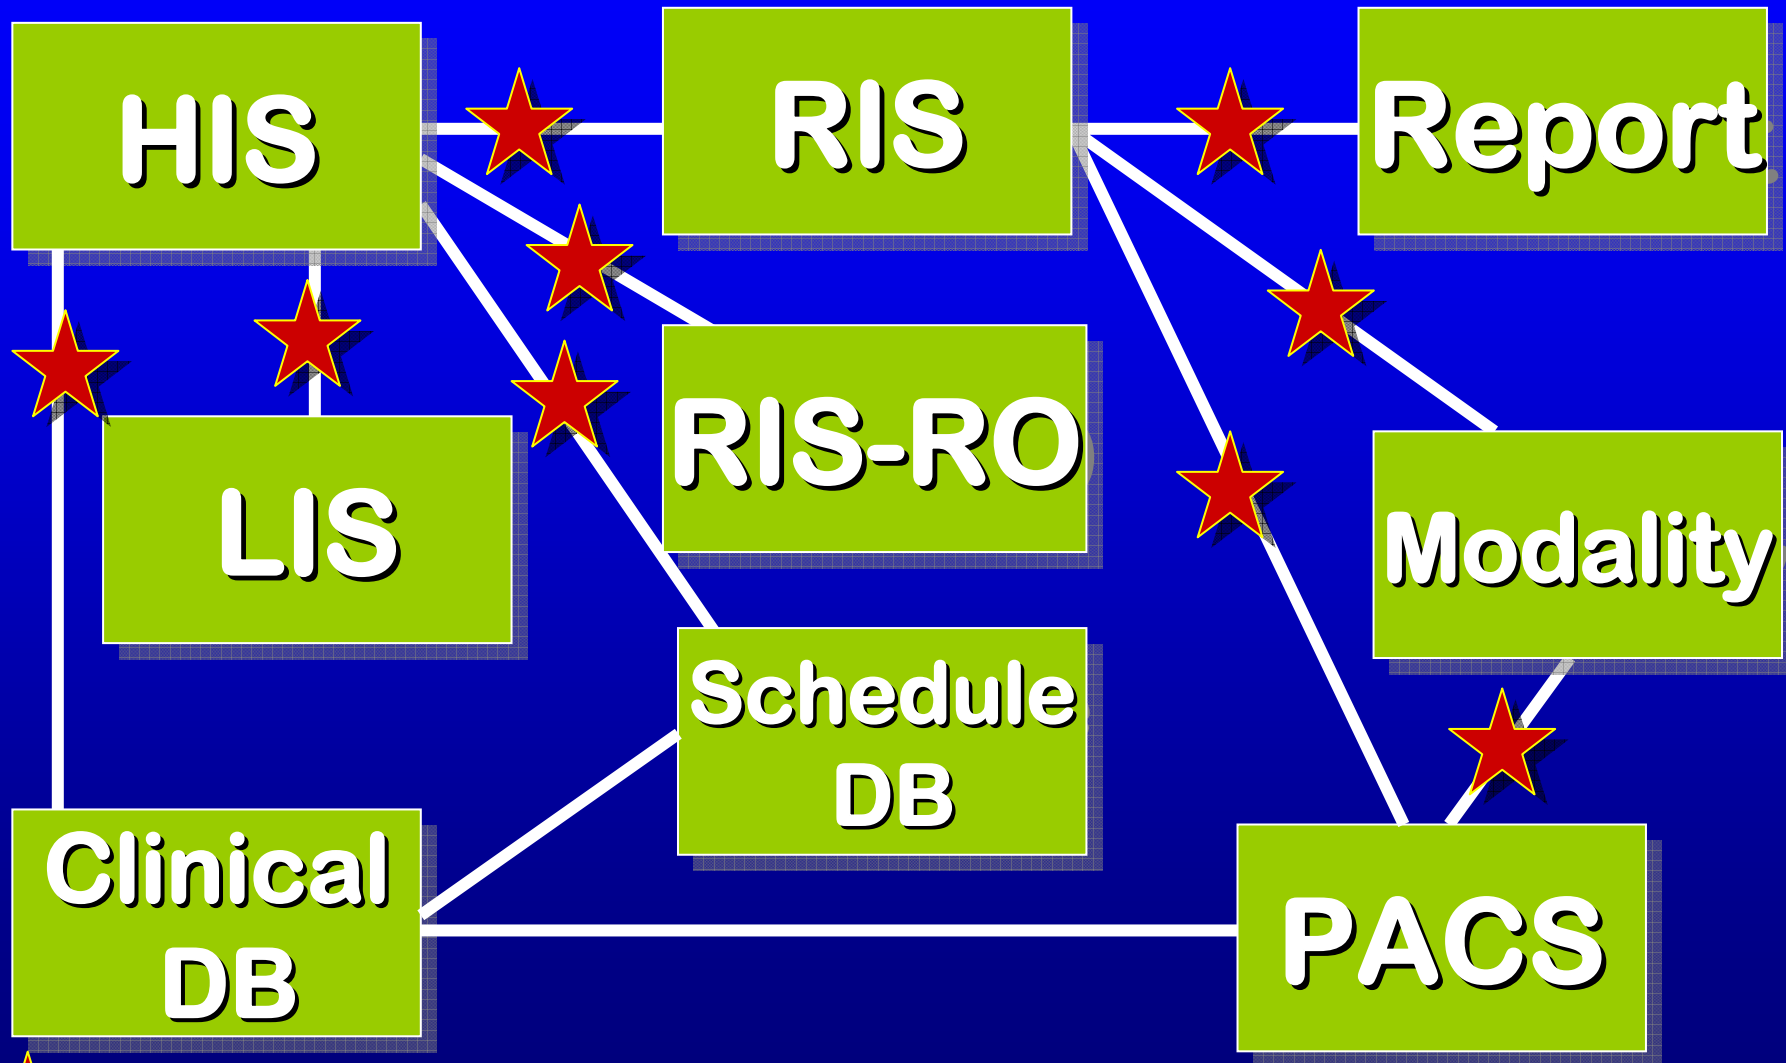 HIS
RIS
Report
RIS-RO
LIS
Modality
Schedule
DB
Clinical
DB
PACS